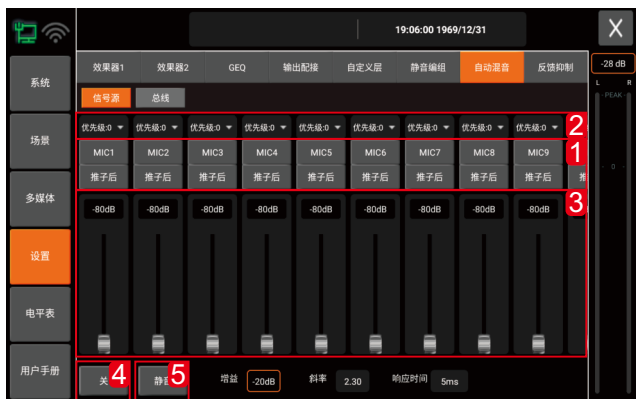 19:06:00 1969/12/31
X
系统
场景
多媒体
设置
电平表
用户手册
效果器1 效果器2 GEQ 输出配接 自定义层 静音编组 自动混音 反馈抑制
信号源 总线
优先级:0 优先级:0 优先级:0 优先级:0 优先级:0 优先级:0 优先级:0 优先级:0 优先级:0 2
MIC1 MIC2 MIC3 MIC4 MIC5 MIC6 MIC7 MIC8 MIC9 1
推子后 推子后 推子后 推子后 推子后 推子后 推子后 推子后 推子后
-80dB -80dB -80dB -80dB -80dB -80dB -80dB -80dB -80dB 3
关 4 静音 5 增益 -20dB 斜率 2.30 响应时间 5ms
-28 dB
L R
-PEAK-
0